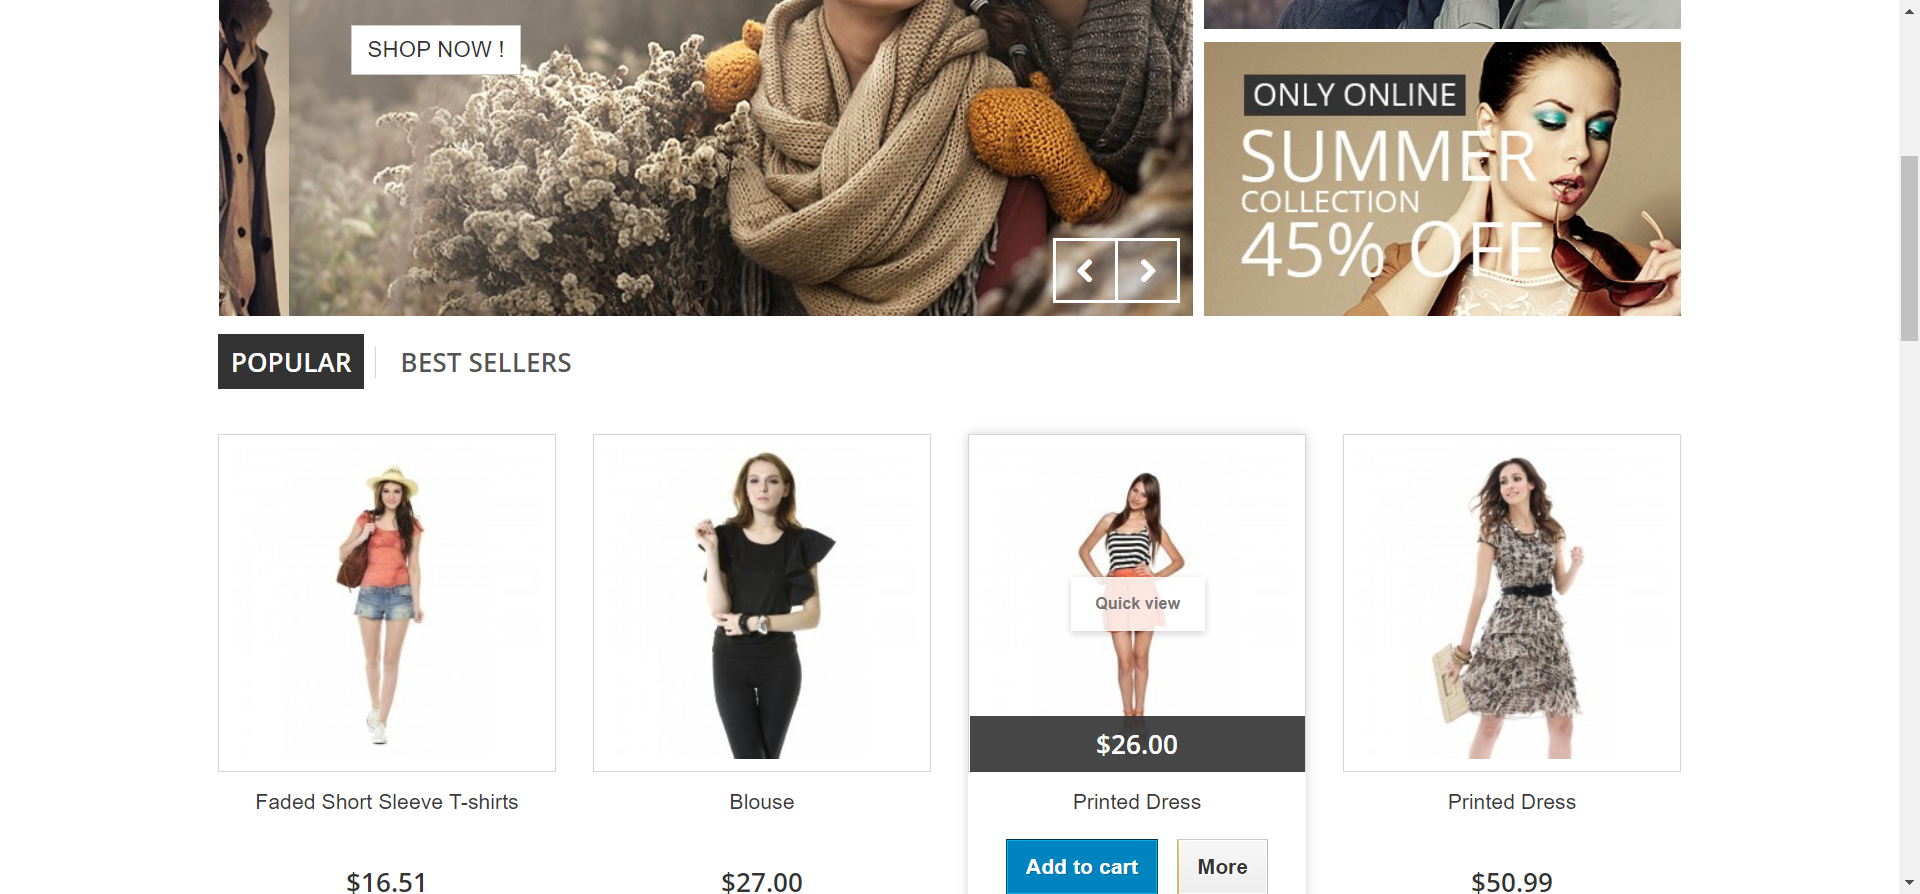 SHOP NOW !
ONLY ONLINE
SUMMER
COLLECTION
45% OFF
POPULAR
BEST SELLERS
Quick view
$26.00
Faded Short Sleeve T-shirts
Blouse
Printed Dress
Printed Dress
Add to cart
More
$16.51
$27.00
$50.99